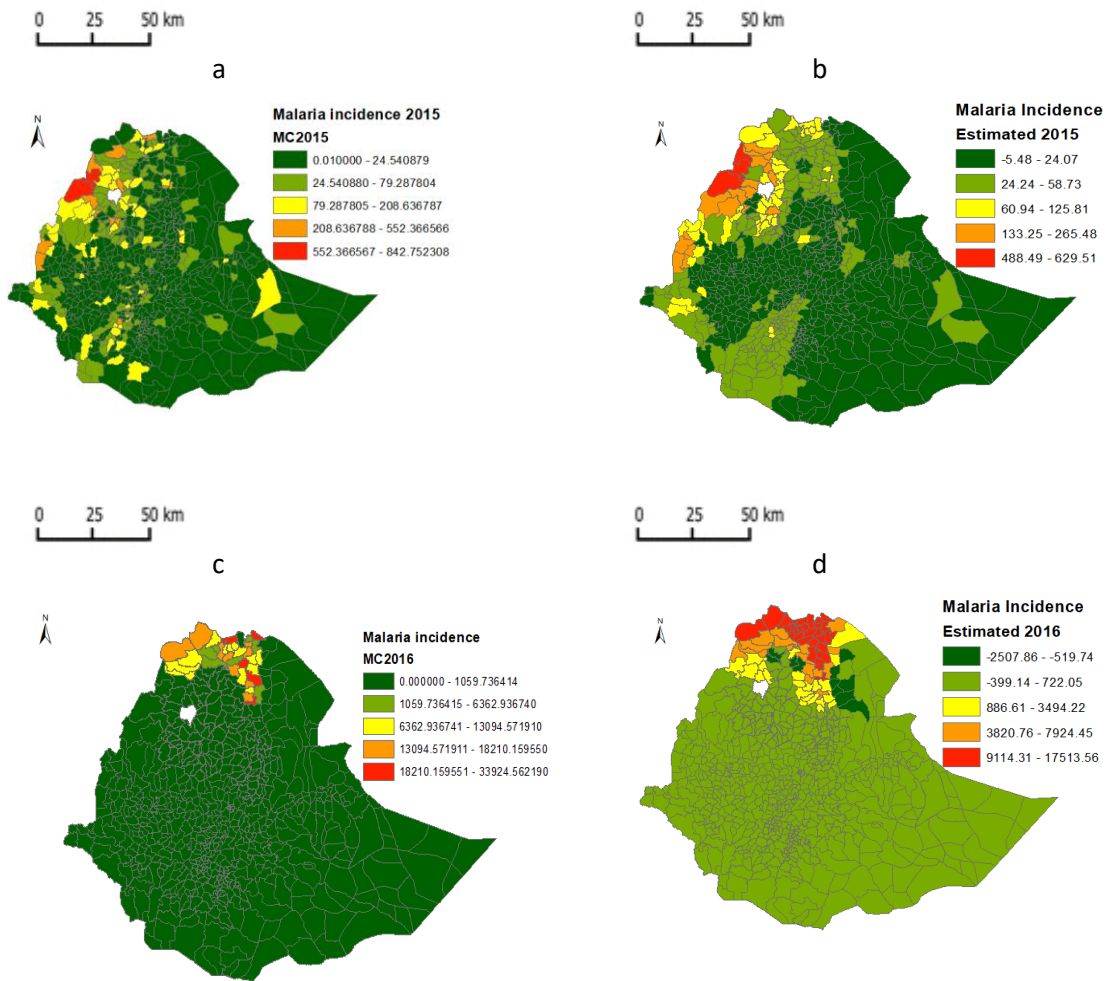 0 25 50 km
a
N
Malaria incidence 2015
MC2015
0.010000 - 24.540879
24.540880 - 79.287804
79.287805 - 208.636787
208.636788 - 552.366566
552.366567 - 842.752308
0 25 50 km
b
N
Malaria Incidence
Estimated 2015
-5.48 - 24.07
24.24 - 58.73
60.94 - 125.81
133.25 - 265.48
488.49 - 629.51
0 25 50 km
c
N
Malaria incidence
MC2016
0.000000 - 1059.736414
1059.736415 - 6362.936740
6362.936741 - 13094.571910
13094.571911 - 18210.159550
18210.159551 - 33924.562190
0 25 50 km
d
N
Malaria Incidence
Estimated 2016
-2507.86 - -519.74
-399.14 - 722.05
886.61 - 3494.22
3820.76 - 7924.45
9114.31 - 17513.56